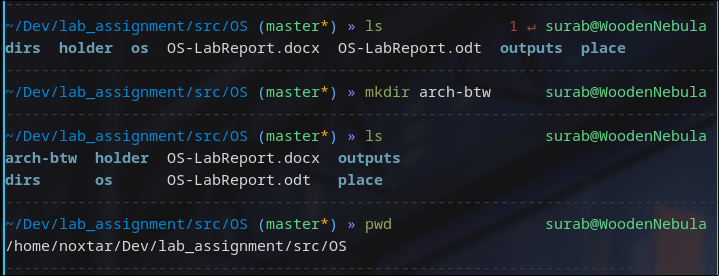 ~/Dev/lab_assignment/src/OS (master*) » ls 1 ↵ surab@WoodenNebula
dirs holder os OS-LabReport.docx OS-LabReport.odt outputs place
~/Dev/lab_assignment/src/OS (master*) » mkdir arch-btw surab@WoodenNebula
~/Dev/lab_assignment/src/OS (master*) » ls surab@WoodenNebula
arch-btw holder OS-LabReport.docx outputs
dirs os OS-LabReport.odt place
~/Dev/lab_assignment/src/OS (master*) » pwd surab@WoodenNebula
/home/noxtar/Dev/lab_assignment/src/OS